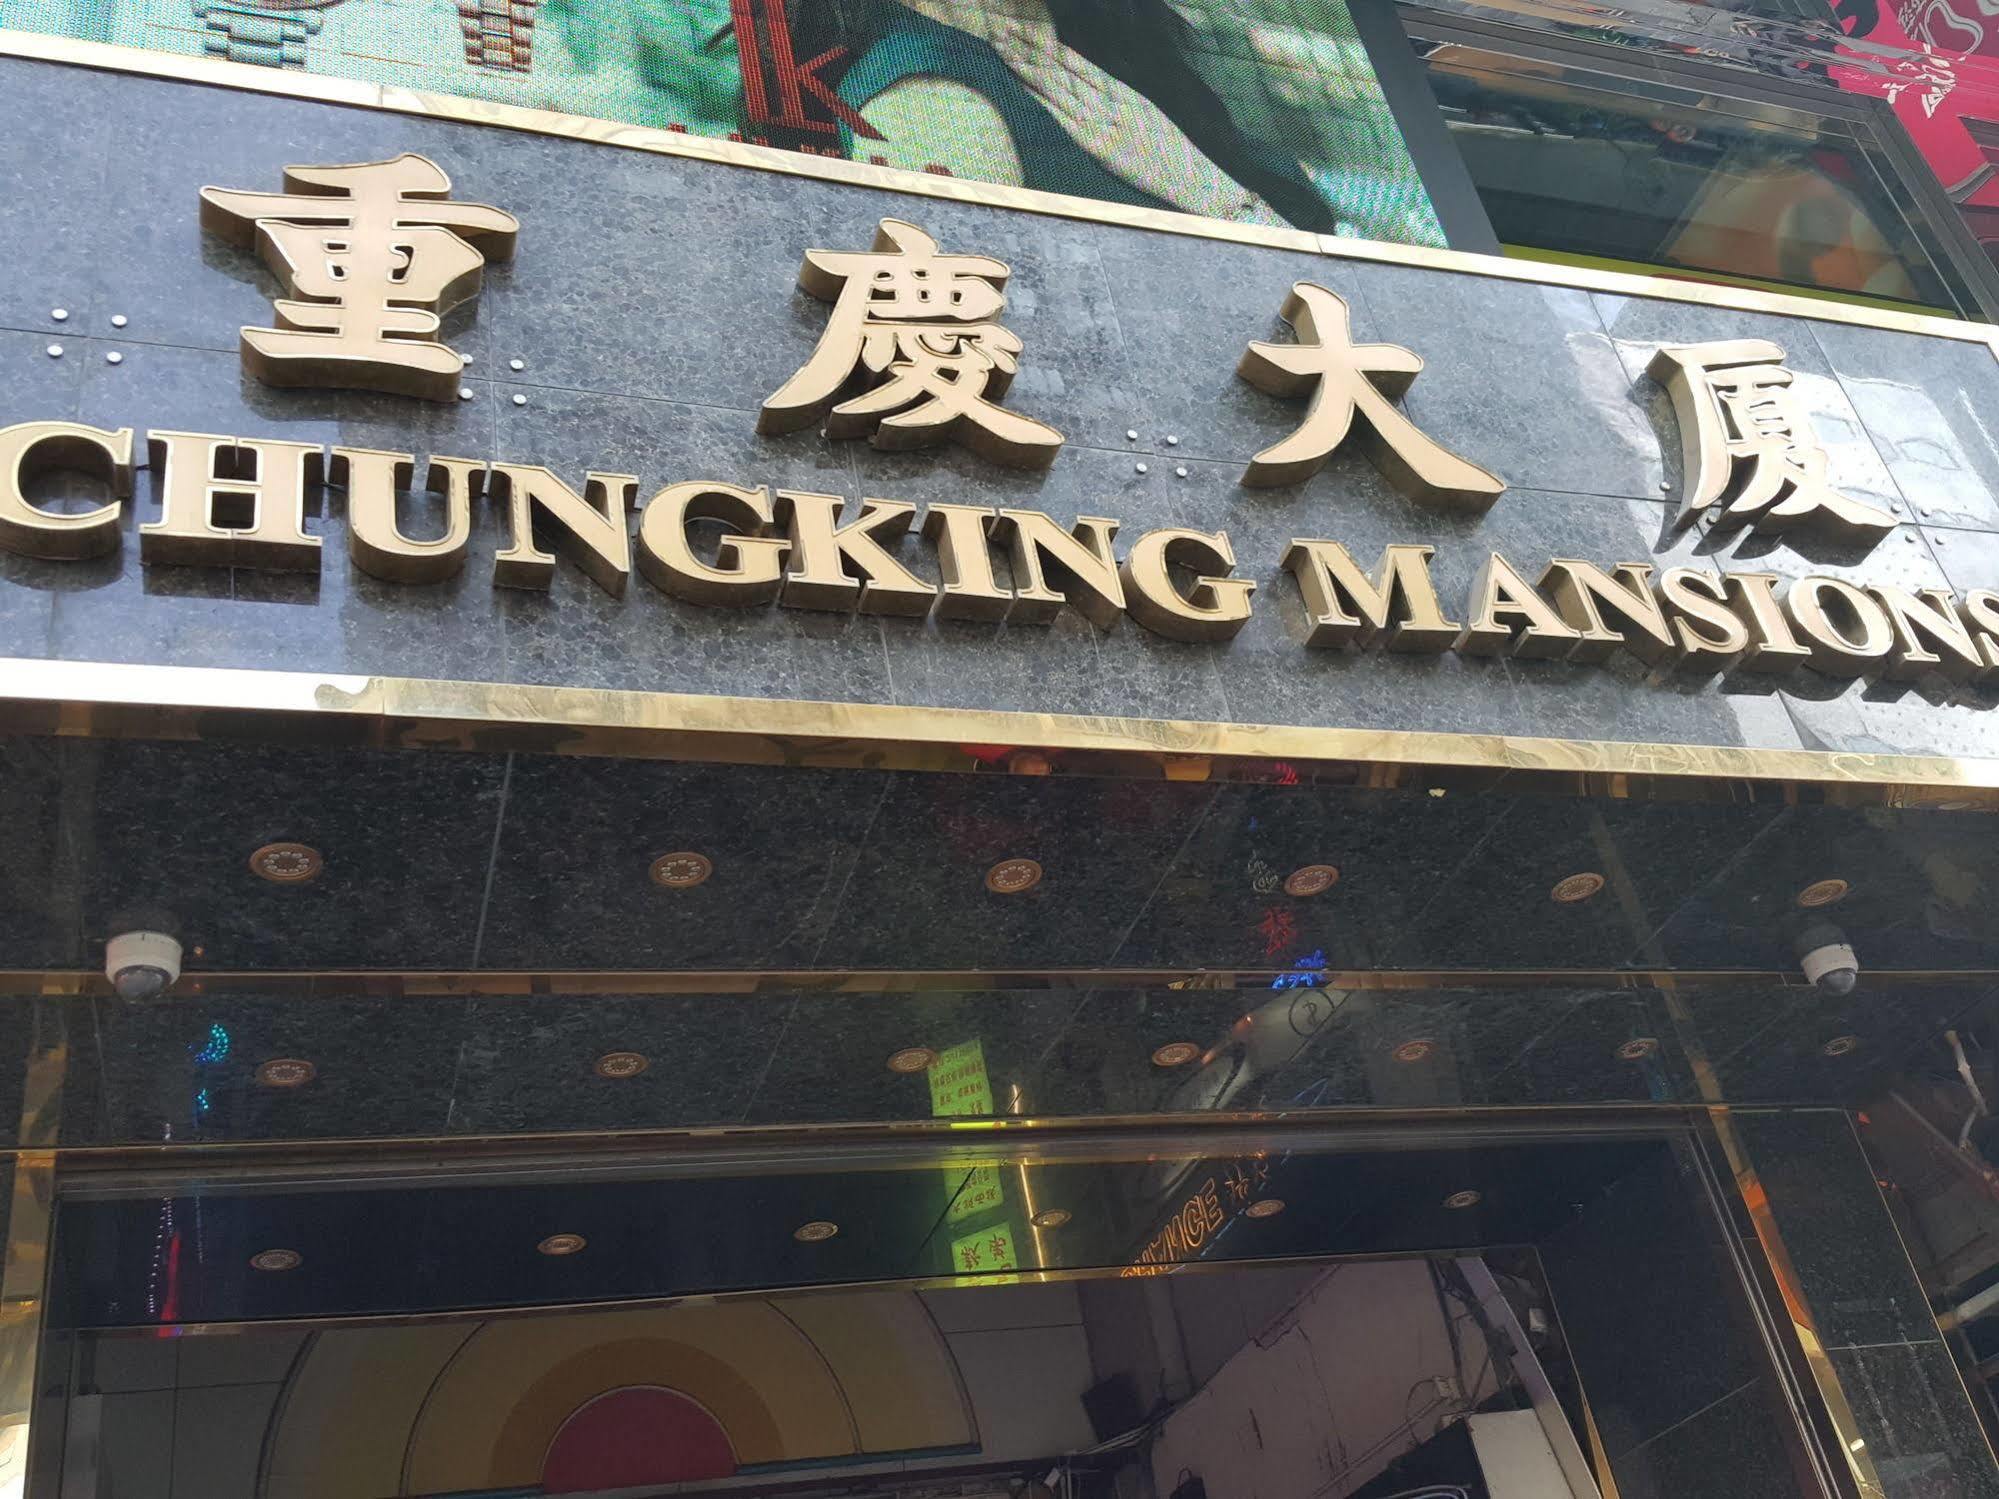 重慶大厦
CHUNGKING MANSIONS